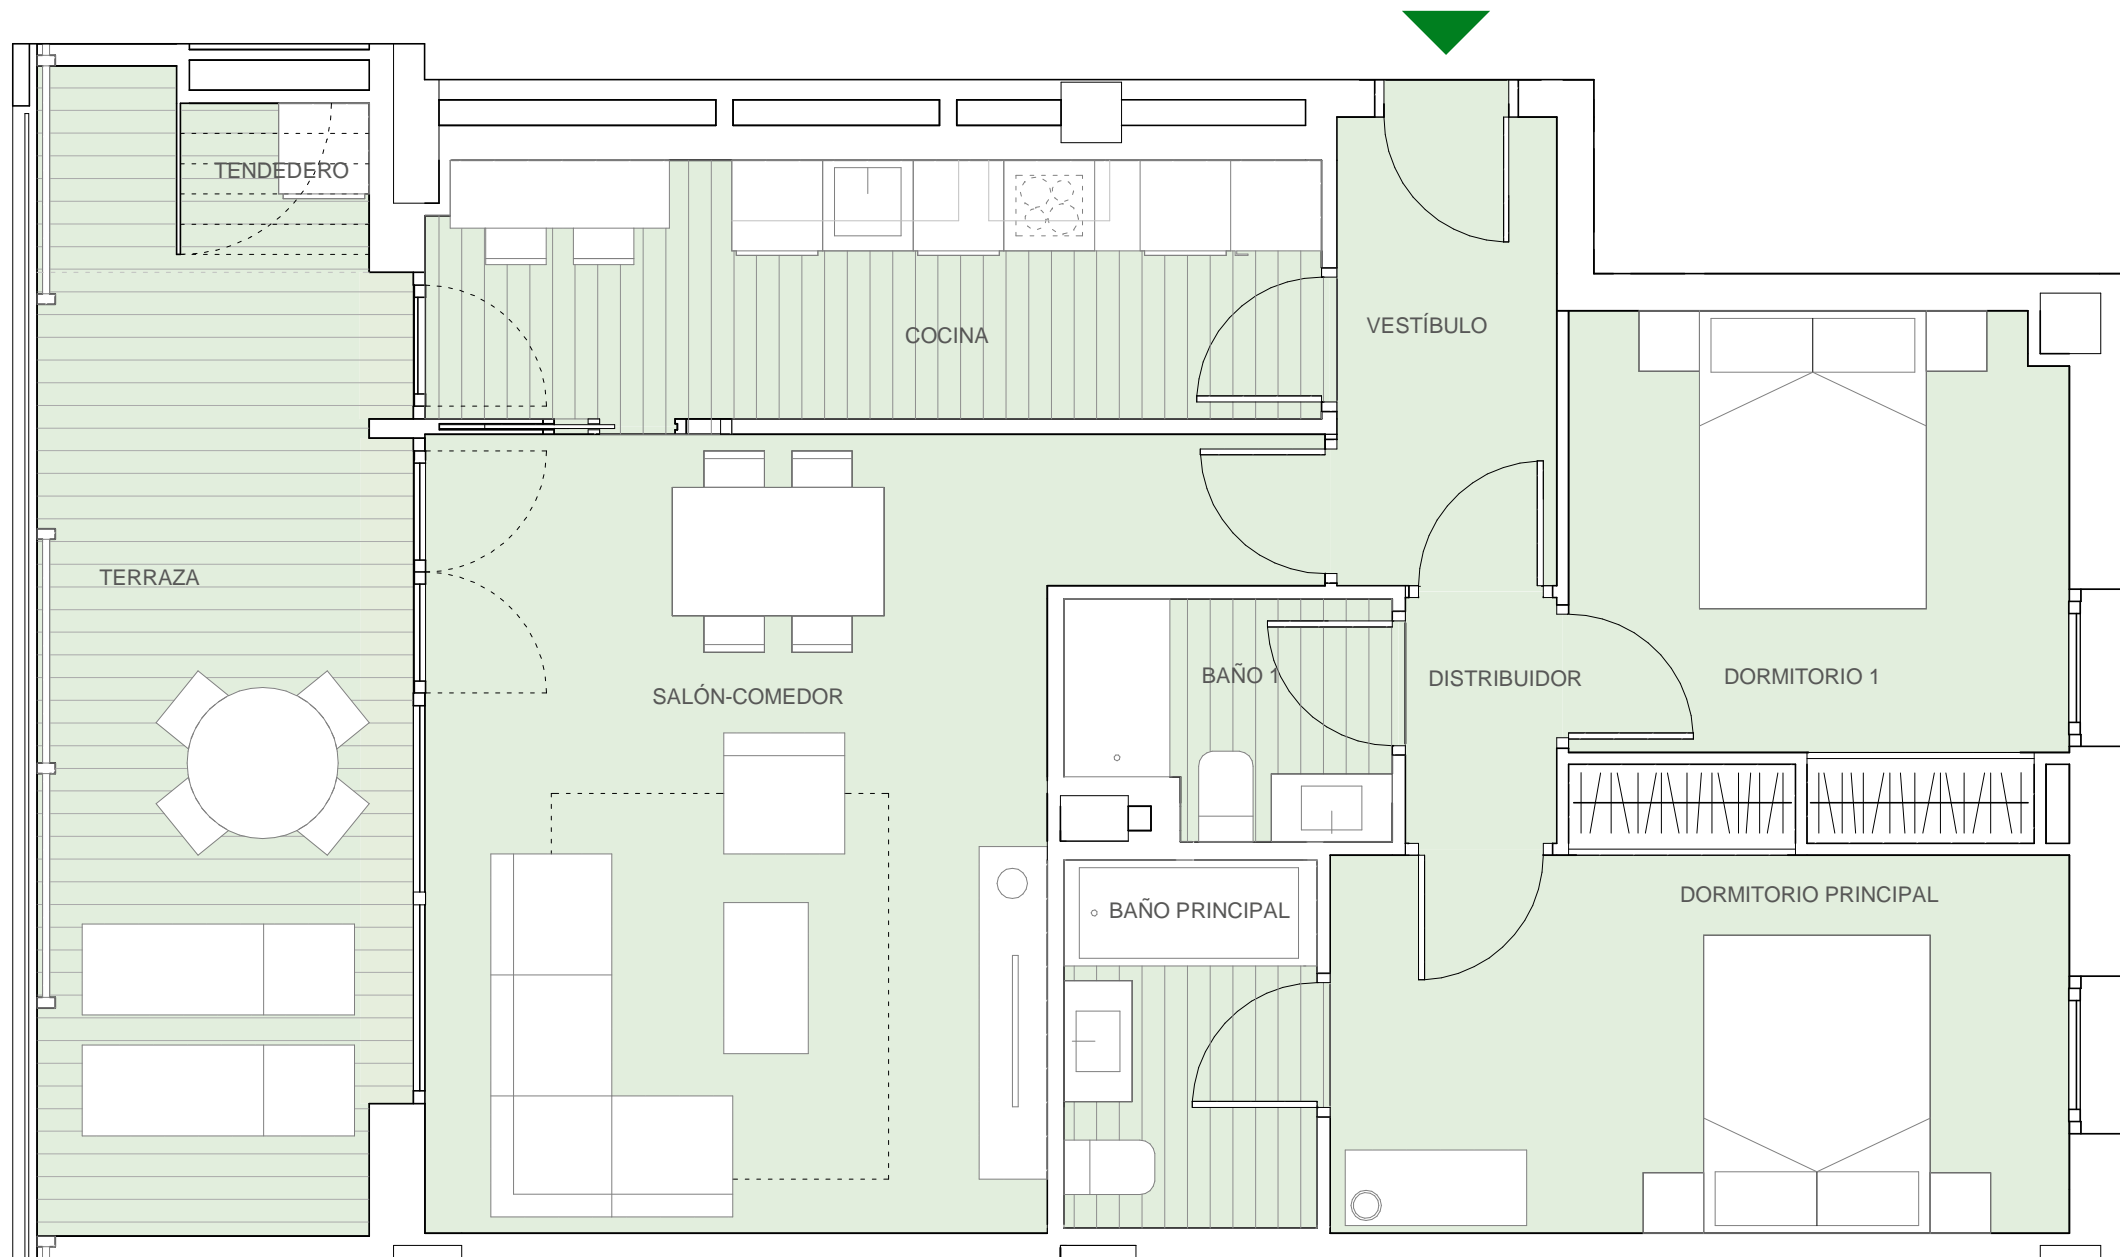 TENDEDERO
COCINA
VESTÍBULO
TERRAZA
SALÓN-COMEDOR
BAÑO 1
DISTRIBUIDOR
DORMITORIO 1
BAÑO PRINCIPAL
DORMITORIO PRINCIPAL